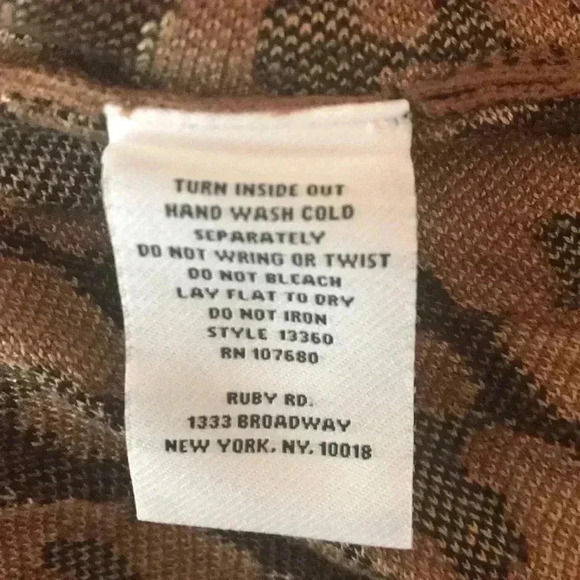 TURN INSIDE OUT
HAND WASH COLD
SEPARATELY
DO NOT WRING OR TWIST
DO NOT BLEACH
LAY FLAT TO DRY
DO NOT IRON
STYLE 13360
RN 107680
RUBY RD.
1333 BROADWAY
NEW YORK, NY. 10018